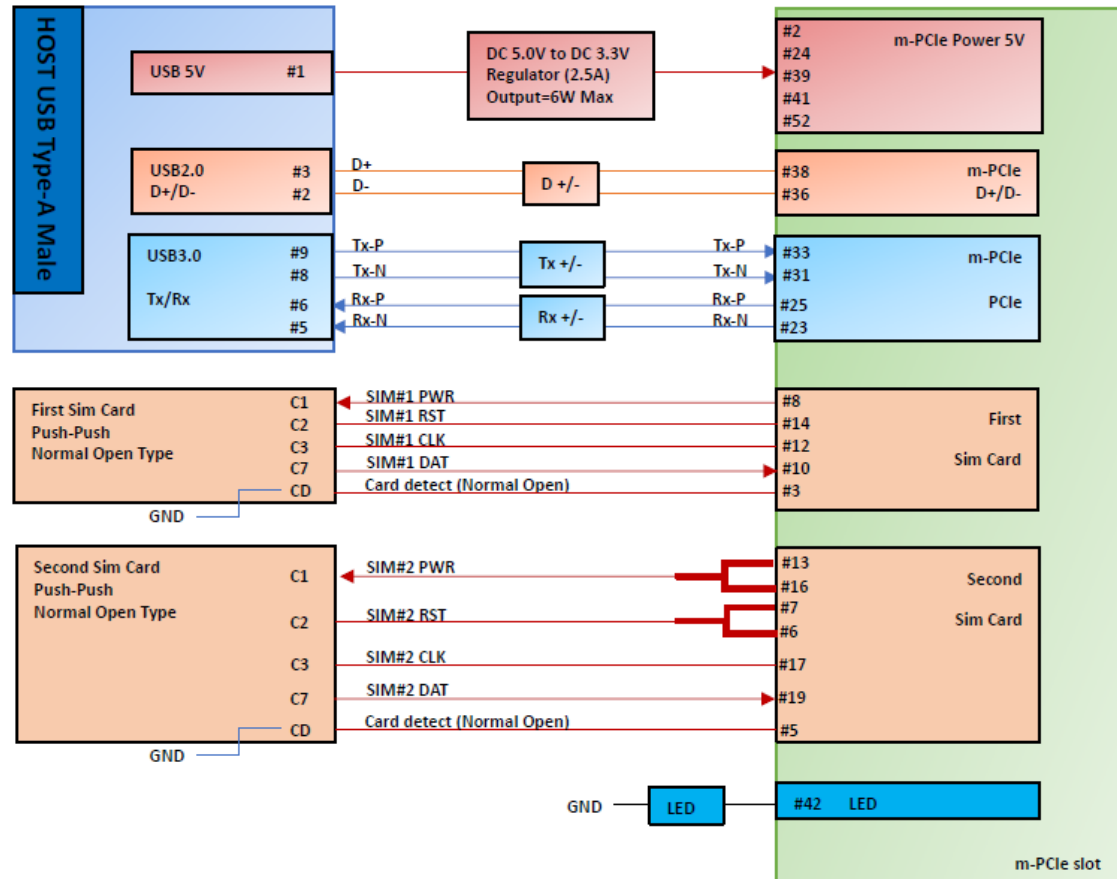 HOST USB Type-A Male
USB 5V #1
DC 5.0V to DC 3.3V
Regulator (2.5A)
Output=6W Max
#2
m-PCIe Power 5V
#24
#39
#41
#52
USB2.0 #3
D+/D- #2
D+
D-
D +/-
#38 m-PCIe
#36 D+/D-
USB3.0
Tx/Rx
#9
#8
#6
#5
Tx-P
Tx-N
Rx-P
Rx-N
Tx +/-
Rx +/-
Tx-P
Tx-N
Rx-P
Rx-N
#33 m-PCIe
#31
#25 PCIe
#23
First Sim Card
Push-Push
Normal Open Type
C1
C2
C3
C7
CD
GND
SIM#1 PWR
SIM#1 RST
SIM#1 CLK
SIM#1 DAT
Card detect (Normal Open)
#8
#14 First
#12
#10 Sim Card
#3
Second Sim Card
Push-Push
Normal Open Type
C1
C2
C3
C7
CD
GND
SIM#2 PWR
SIM#2 RST
SIM#2 CLK
SIM#2 DAT
Card detect (Normal Open)
#13
#16 Second
#7
#6 Sim Card
#17
#19
#5
GND
LED
#42 LED
m-PCIe slot